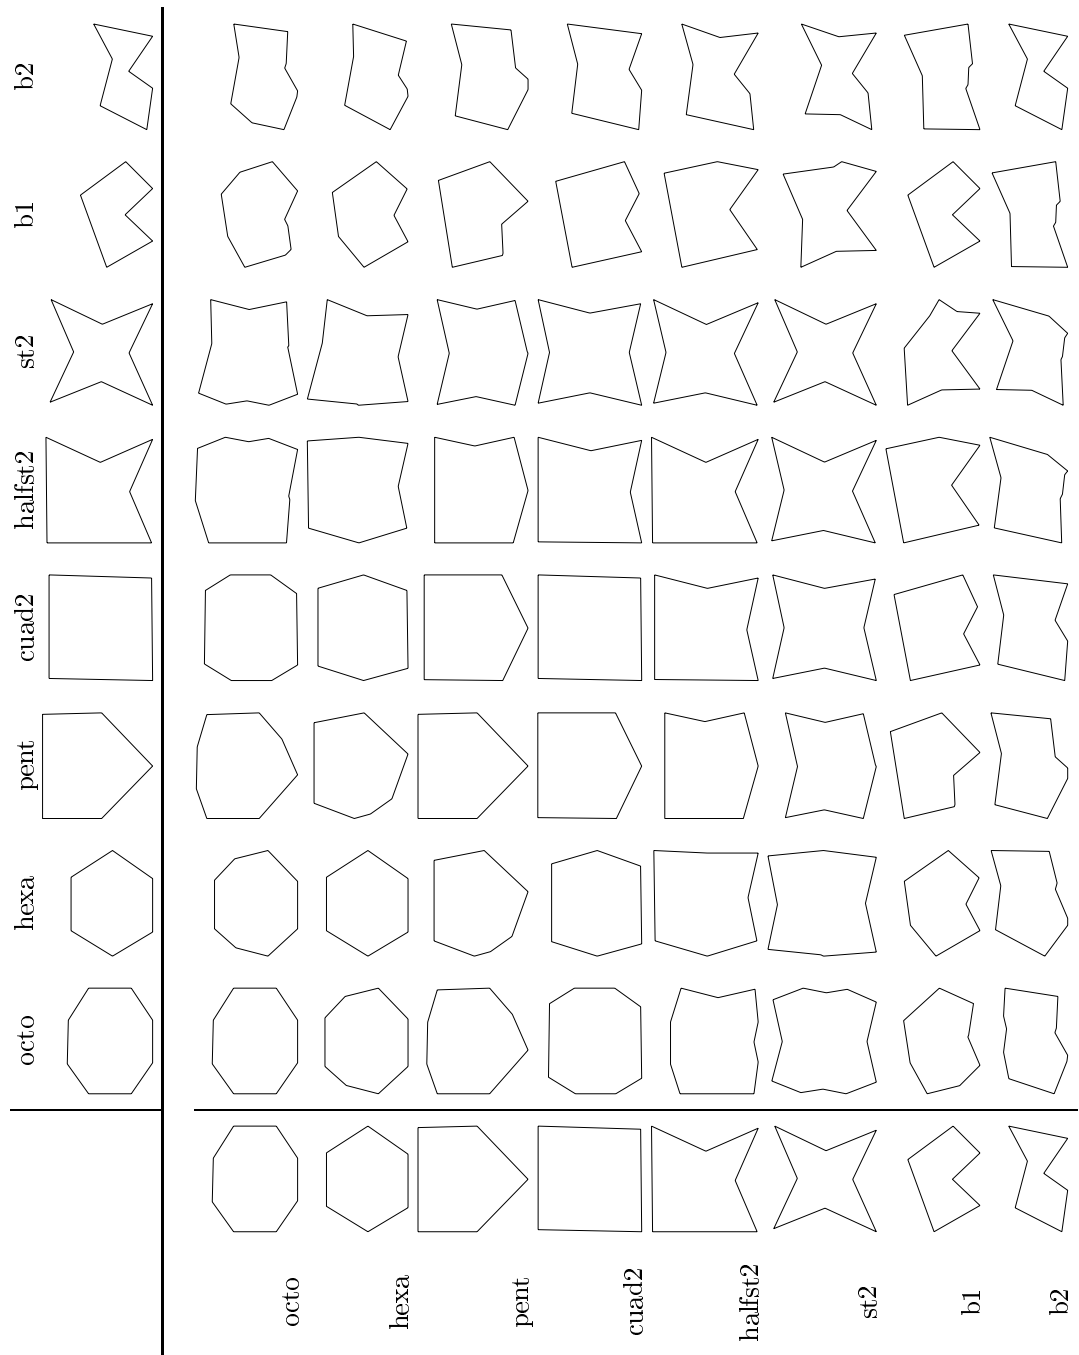 b2
b1
st2
halfst2
cuad2
pent
hexa
octo
octo
hexa
pent
cuad2
halfst2
st2
b1
b2